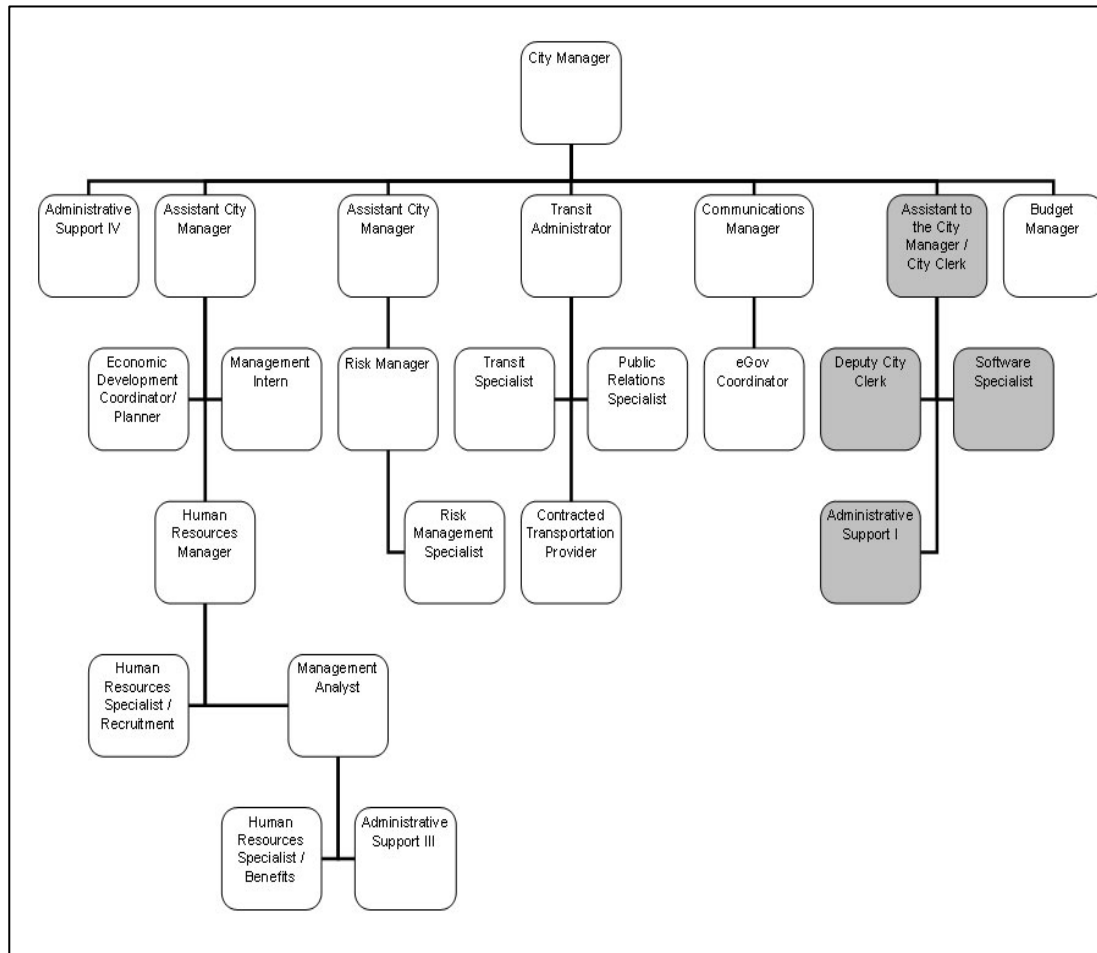 City Manager
Administrative
Support IV
Assistant City
Manager
Assistant City
Manager
Transit
Administrator
Communications
Manager
Assistant to
the City
Manager /
City Clerk
Budget
Manager
Economic
Development
Coordinator/
Planner
Management
Intern
Risk Manager
Transit
Specialist
Public
Relations
Specialist
eGov
Coordinator
Deputy City
Clerk
Software
Specialist
Human
Resources
Manager
Risk
Management
Specialist
Contracted
Transportation
Provider
Administrative
Support I
Human
Resources
Specialist /
Recruitment
Management
Analyst
Human
Resources
Specialist /
Benefits
Administrative
Support III